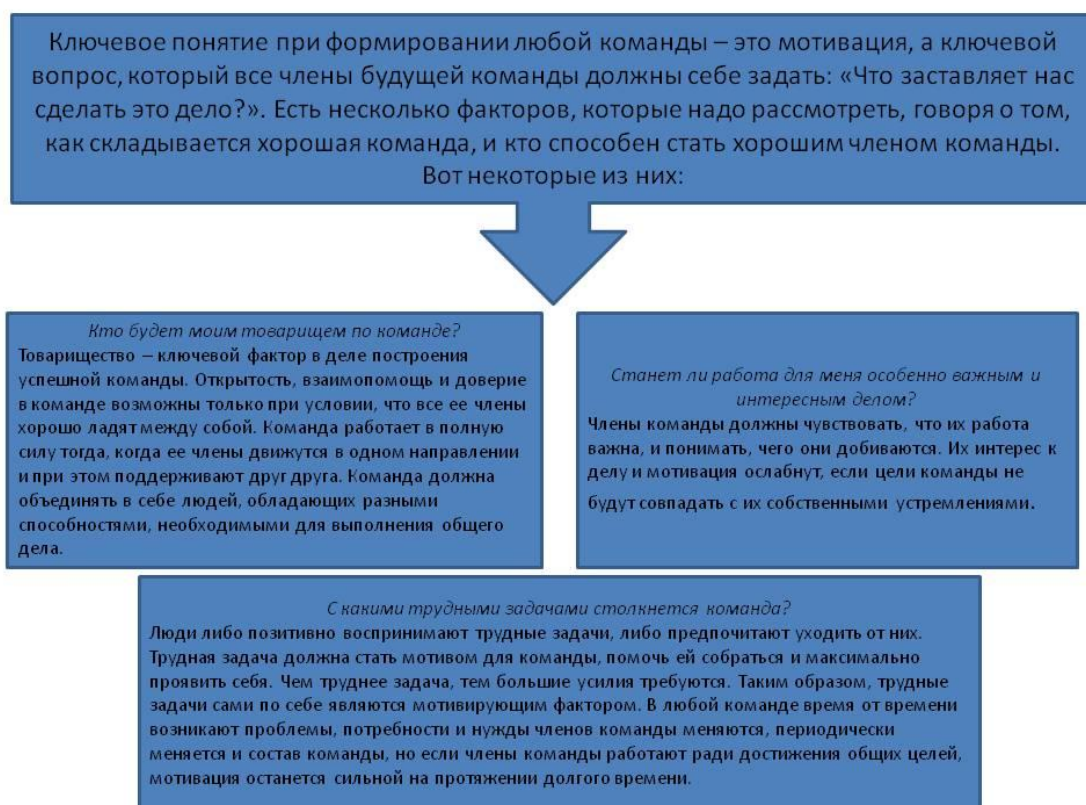 Ключевое понятие при формировании любой команды – это мотивация, а ключевой
вопрос, который все члены будущей команды должны себе задать: «Что заставляет нас
сделать это дело?». Есть несколько факторов, которые надо рассмотреть, говоря о том,
как складывается хорошая команда, и кто способен стать хорошим членом команды.
Вот некоторые из них:
Кто будет моим товарищем по команде?
Товарищество – ключевой фактор в деле построения
успешной команды. Открытость, взаимопомощь и доверие
в команде возможны только при условии, что все ее члены
хорошо ладят между собой. Команда работает в полную
силу тогда, когда ее члены движутся в одном направлении
и при этом поддерживают друг друга. Команда должна
объединять в себе людей, обладающих разными
способностями, необходимыми для выполнения общего
дела.
Станет ли работа для меня особенно важным и
интересным делом?
Члены команды должны чувствовать, что их работа
важна, и понимать, чего они добиваются. Их интерес к
делу и мотивация ослабнут, если цели команды не
будут совпадать с их собственными устремлениями.
С какими трудными задачами столкнется команда?
Люди либо позитивно воспринимают трудные задачи, либо предпочитают уходить от них.
Трудная задача должна стать мотивом для команды, помочь ей собраться и максимально
проявить себя. Чем труднее задача, тем большие усилия требуются. Таким образом, трудные
задачи сами по себе являются мотивирующим фактором. В любой команде время от времени
возникают проблемы, потребности и нужды членов команды меняются, периодически
меняется и состав команды, но если члены команды работают ради достижения общих целей,
мотивация останется сильной на протяжении долгого времени.